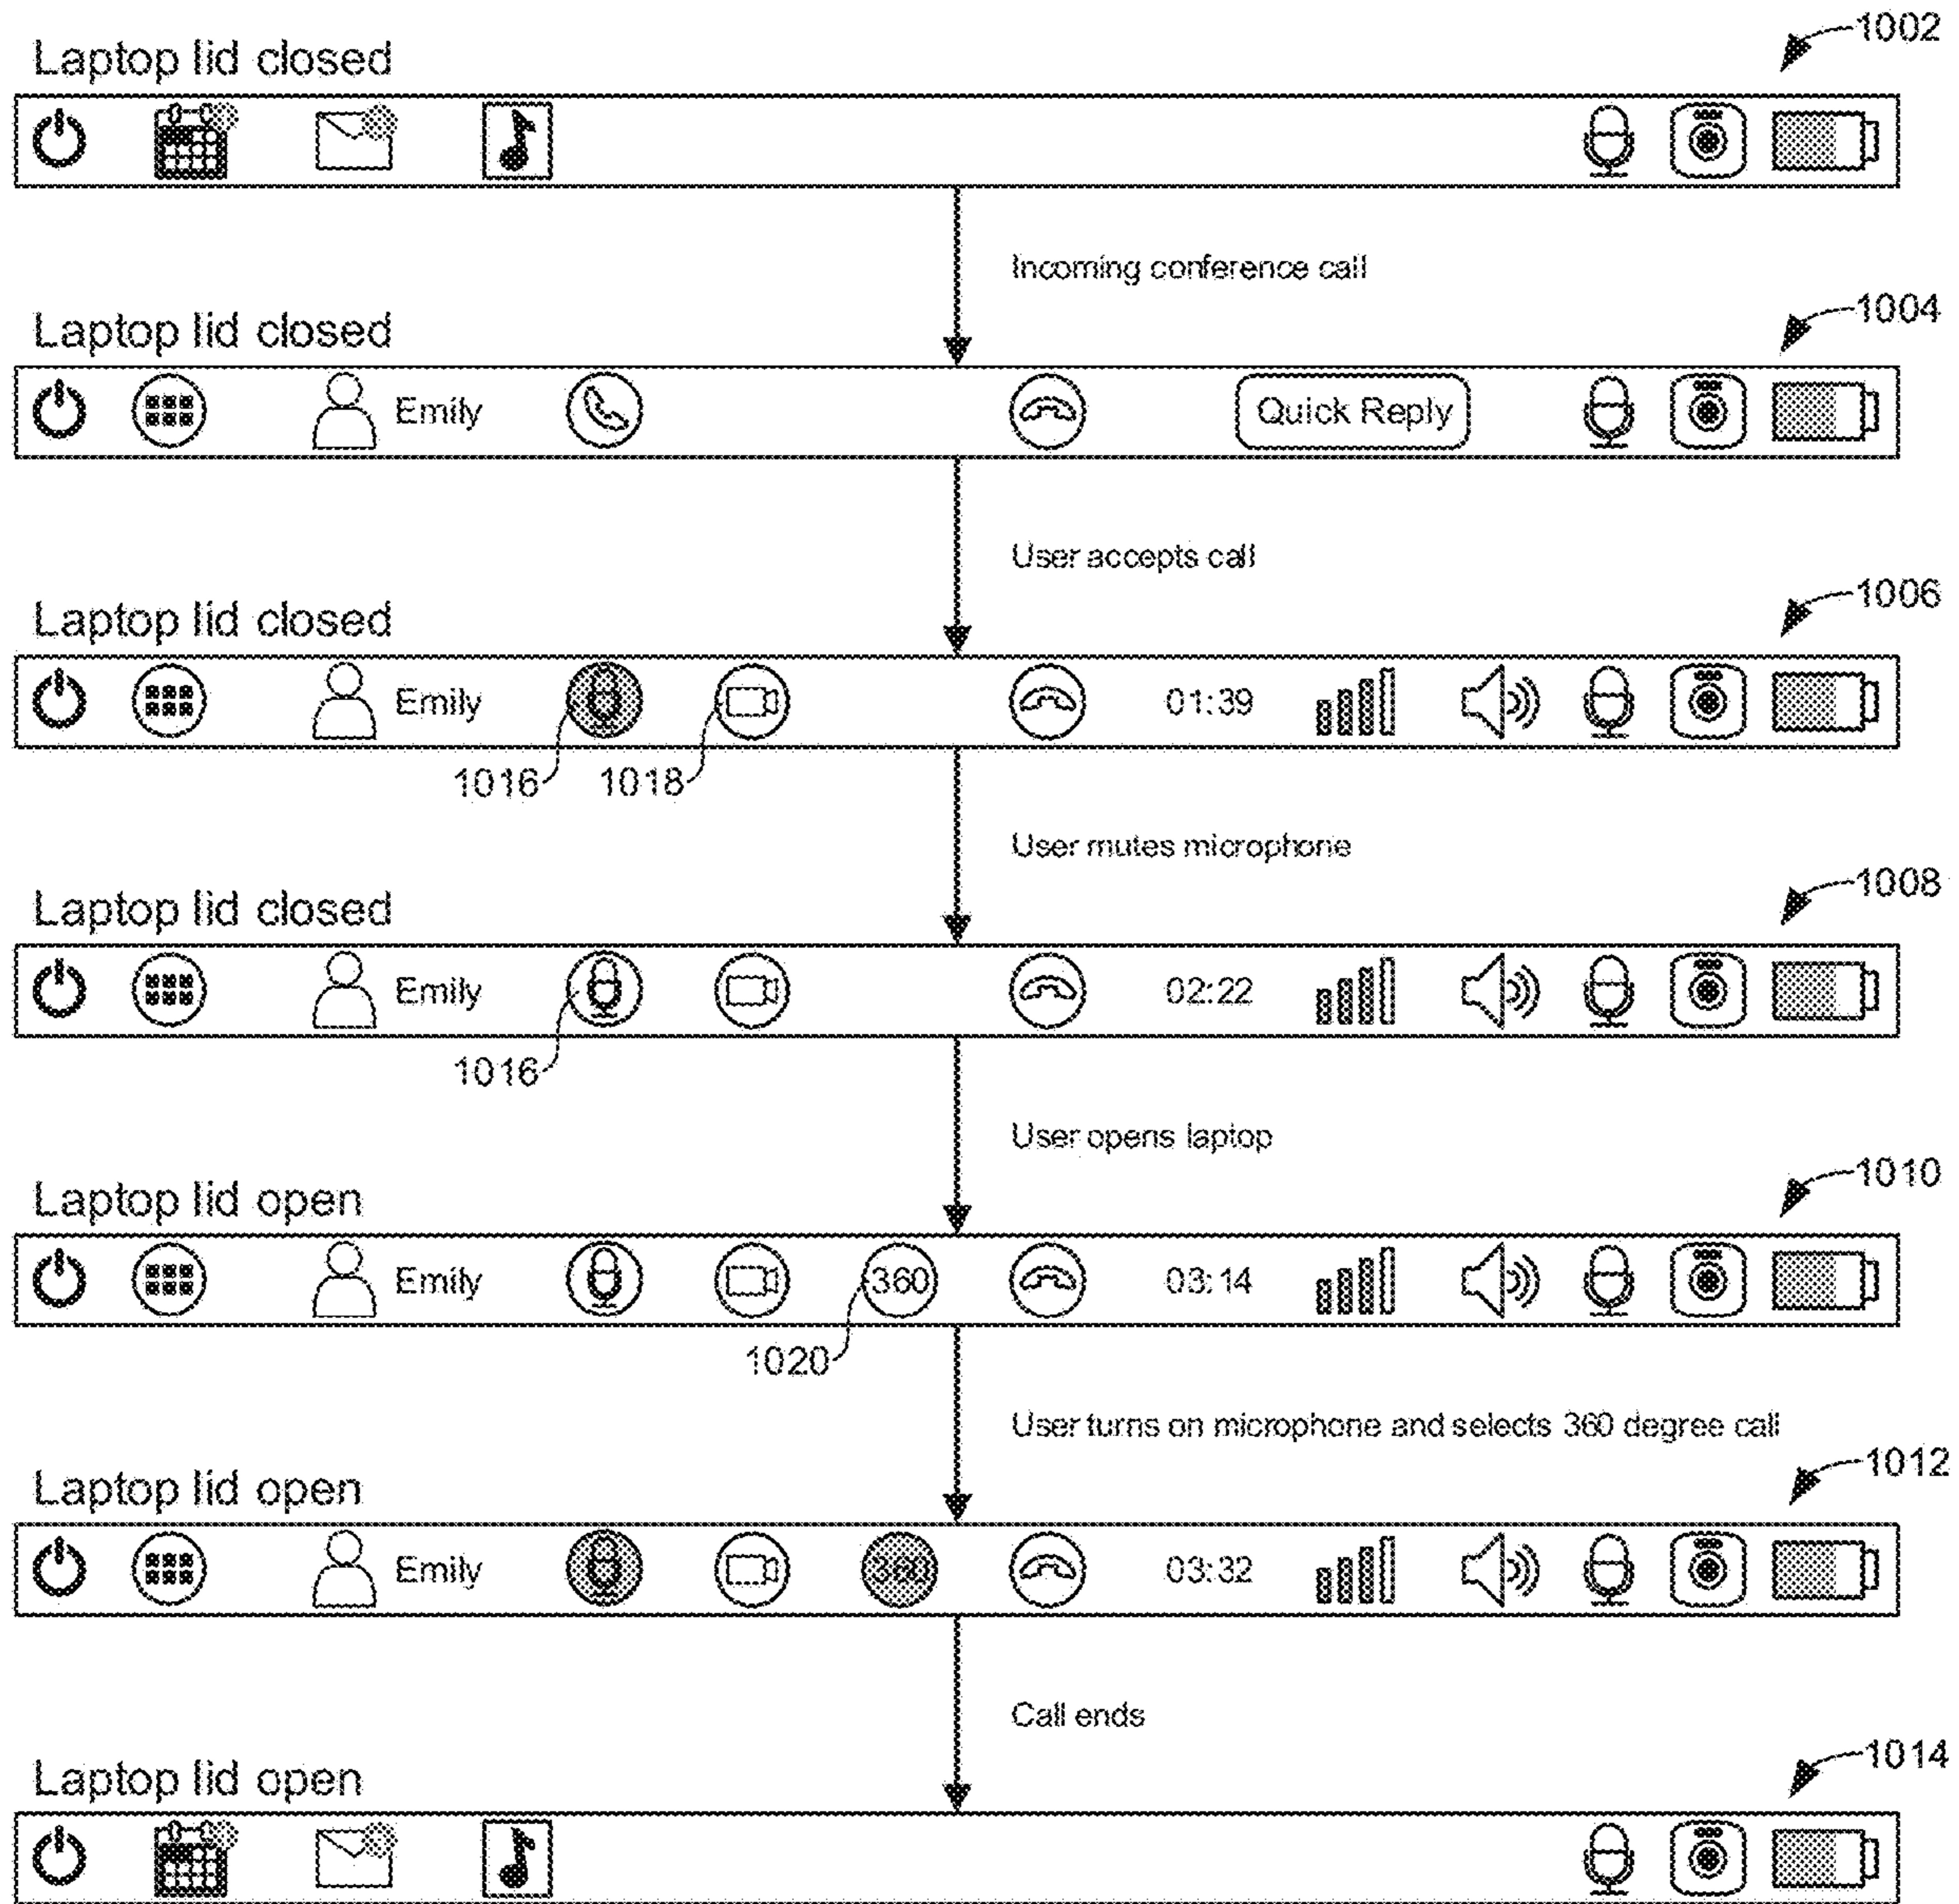 1002
Laptop lid closed
Incoming conference call
1004
Laptop lid closed
Emily
Quick Reply
User accepts call
1006
Laptop lid closed
Emily 01:39
1016 1018
User mutes microphone
1008
Laptop lid closed
Emily 02:22
1016
User opens laptop
1010
Laptop lid open
Emily 360 03:14
1020
User turns on microphone and selects 360 degree call
1012
Laptop lid open
Emily 360 03:32
Call ends
1014
Laptop lid open